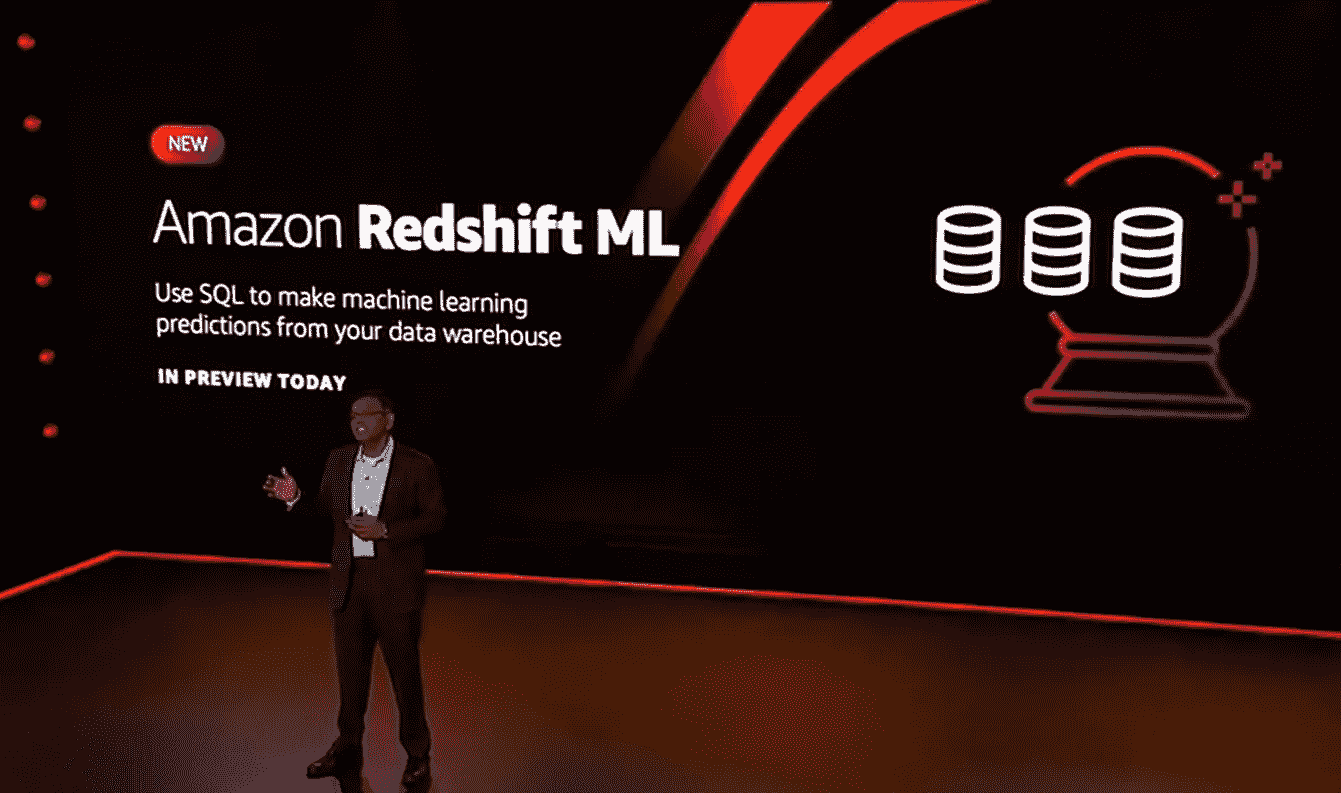 NEW
Amazon Redshift ML
Use SQL to make machine learning
predictions from your data warehouse
IN PREVIEW TODAY